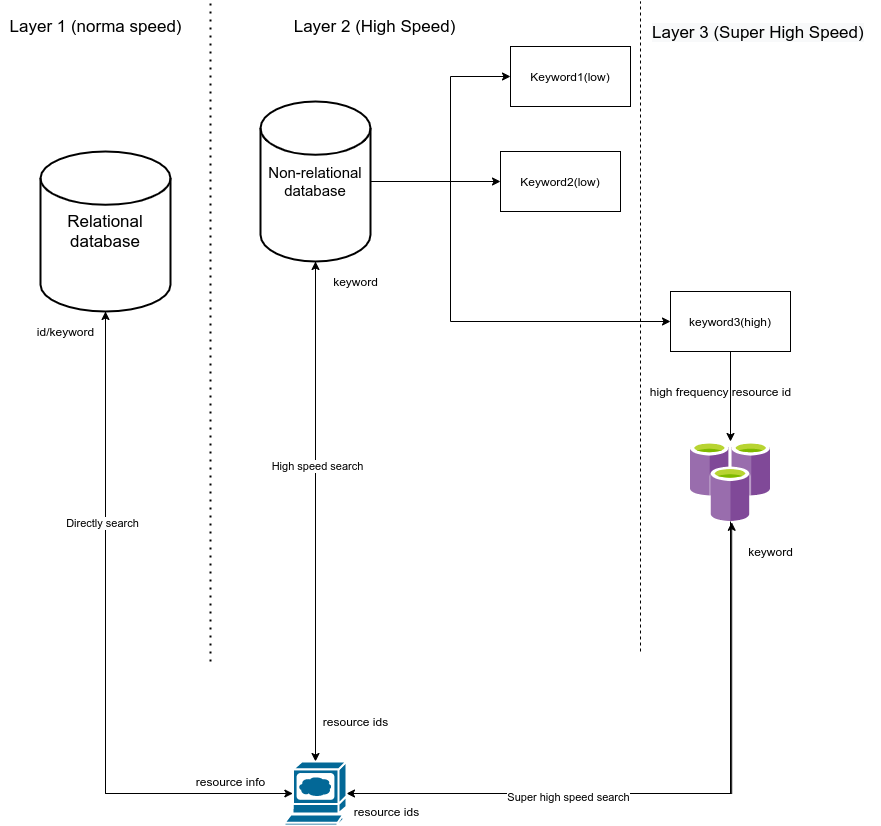 Layer 1 (norma speed)
Layer 2 (High Speed)
Layer 3 (Super High Speed)
Keyword1(low)
Non-relational
database
Keyword2(low)
Relational
database
keyword
id/keyword
keyword3(high)
high frequency resource id
High speed search
Directly search
keyword
resource ids
resource info
Super high speed search
resource ids